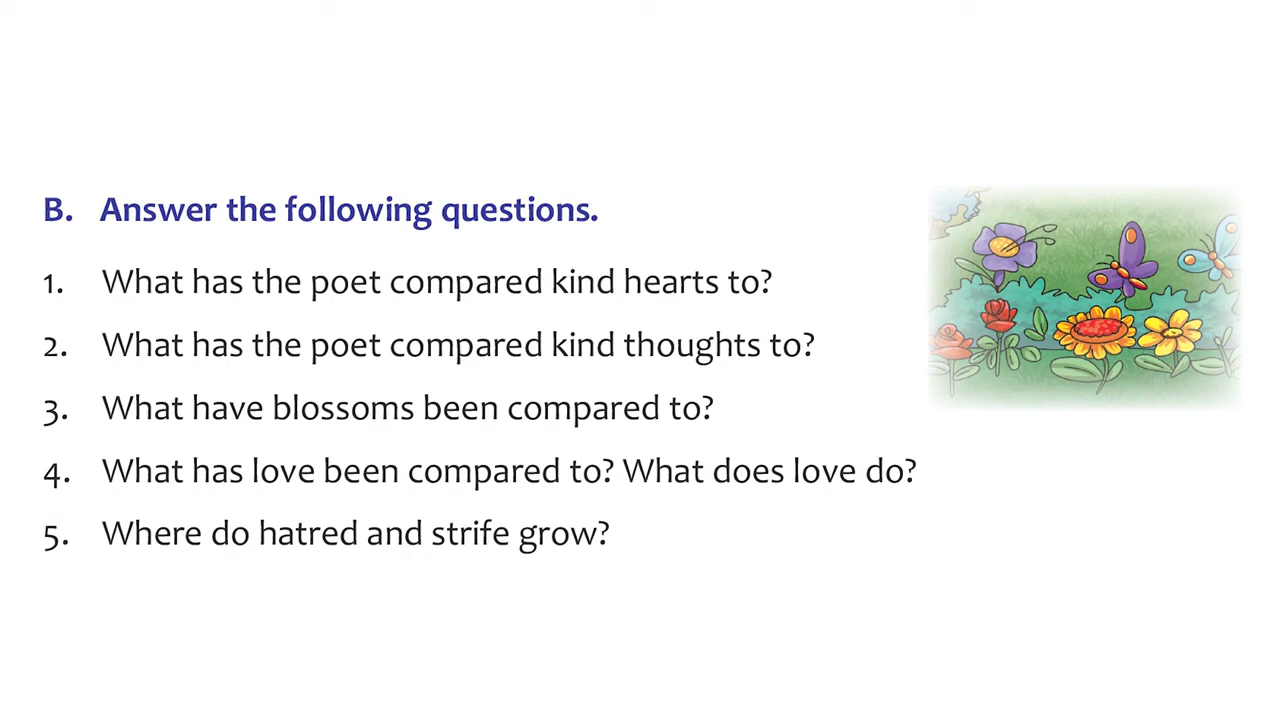 B. Answer the following questions.
1. What has the poet compared kind hearts to?
2. What has the poet compared kind thoughts to?
3. What have blossoms been compared to?
4. What has love been compared to? What does love do?
5. Where do hatred and strife grow?